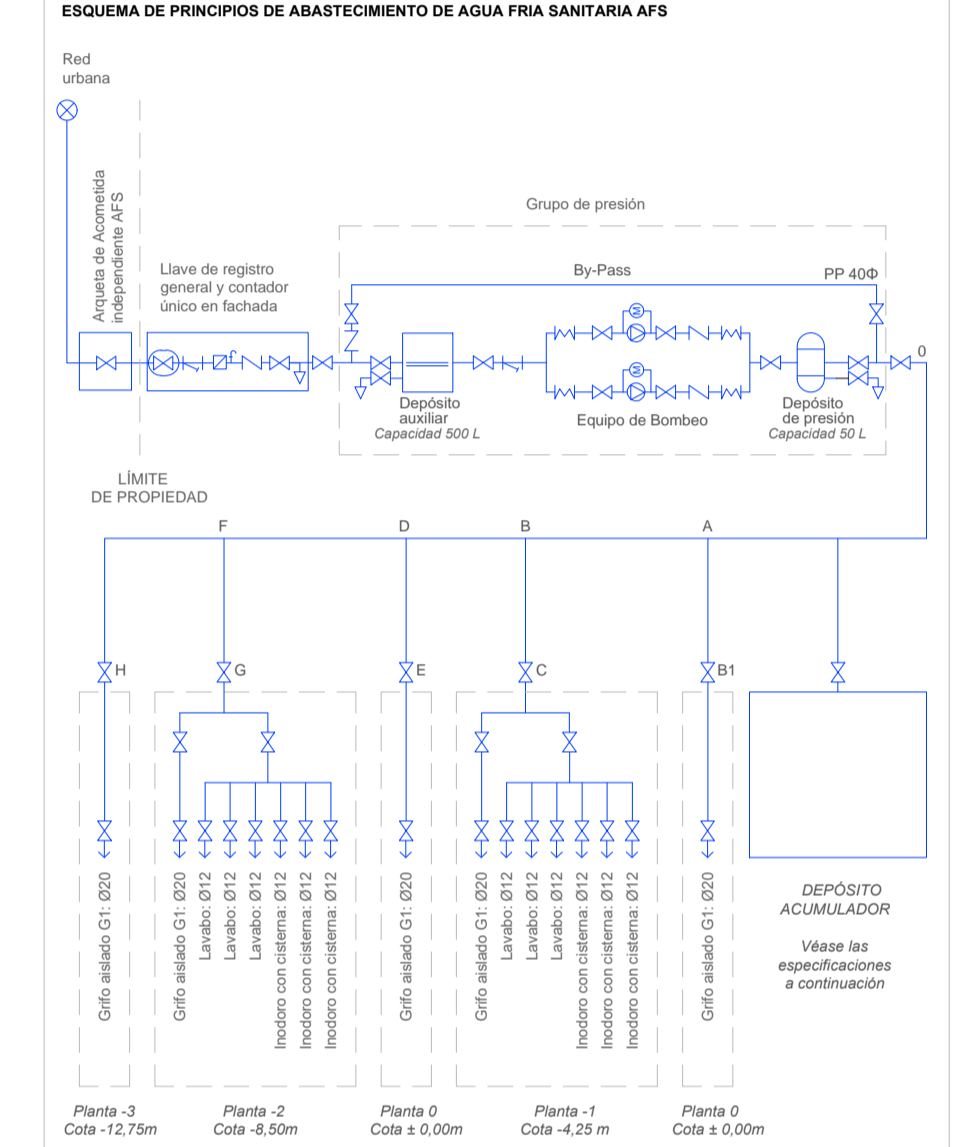 ESQUEMA DE PRINCIPIOS DE ABASTECIMIENTO DE AGUA FRIA SANITARIA AFS
Red
urbana
Arqueta de Acometida
independiente AFS
Llave de registro
general y contador
único en fachada
Grupo de presión
By-Pass
PP 40Φ
f
M
M
0
Depósito
auxiliar
Capacidad 500 L
Equipo de Bombeo
Depósito
de presión
Capacidad 50 L
LÍMITE
DE PROPIEDAD
F
D
B
A
H
G
E
C
B1
Grifo aislado G1: Ø20
Grifo aislado G1: Ø20
Lavabo: Ø12
Lavabo: Ø12
Lavabo: Ø12
Inodoro con cisterna: Ø12
Inodoro con cisterna: Ø12
Inodoro con cisterna: Ø12
Grifo aislado G1: Ø20
Grifo aislado G1: Ø20
Lavabo: Ø12
Lavabo: Ø12
Lavabo: Ø12
Inodoro con cisterna: Ø12
Inodoro con cisterna: Ø12
Inodoro con cisterna: Ø12
Grifo aislado G1: Ø20
DEPÓSITO
ACUMULADOR
Véase las
especificaciones
a continuación
Planta -3
Cota -12,75m
Planta -2
Cota -8,50m
Planta 0
Cota ± 0,00m
Planta -1
Cota -4,25 m
Planta 0
Cota ± 0,00m